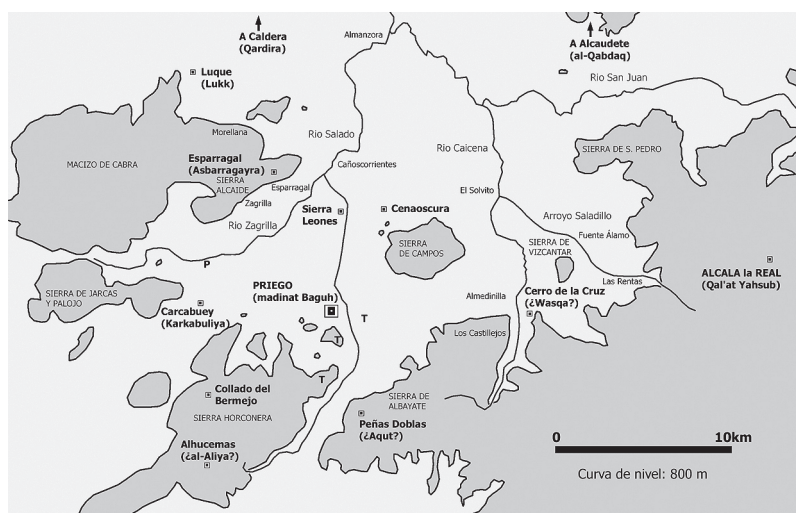 A Caldera
(Qardira)
Almanzora
A Alcaudete
(al-Qabdaq)
Luque
(Lukk)
Rio San Juan
Morellana
Rio Salado
MACIZO DE CABRA
Esparragal
(Asbarragayra)
SIERRA
ALCAIDE
Esparragal
Zagrilla
Cañoscorrientes
Rio Caicena
SIERRA DE S. PEDRO
El Solvito
Rio Zagrilla
Sierra
Leones
Cenaoscura
Arroyo Saladillo
Fuente Álamo
SIERRA
DE CAMPOS
SIERRA DE
VIZCANTAR
P
SIERRA DE JARCAS
Y PALOJO
PRIEGO
(madinat Baguh)
Las Rentas
ALCALA la REAL
(Qal'at Yahsub)
Carcabuey
(Karkabuliya)
Almedinilla
Cerro de la Cruz
(¿Wasqa?)
T
Los Castillejos
T
T
Collado del
Bermejo
SIERRA DE
ALBAYATE
SIERRA HORCONERA
Peñas Doblas
(¿Aqut?)
Alhucemas
(¿al-Aliya?)
0 10km
Curva de nivel: 800 m